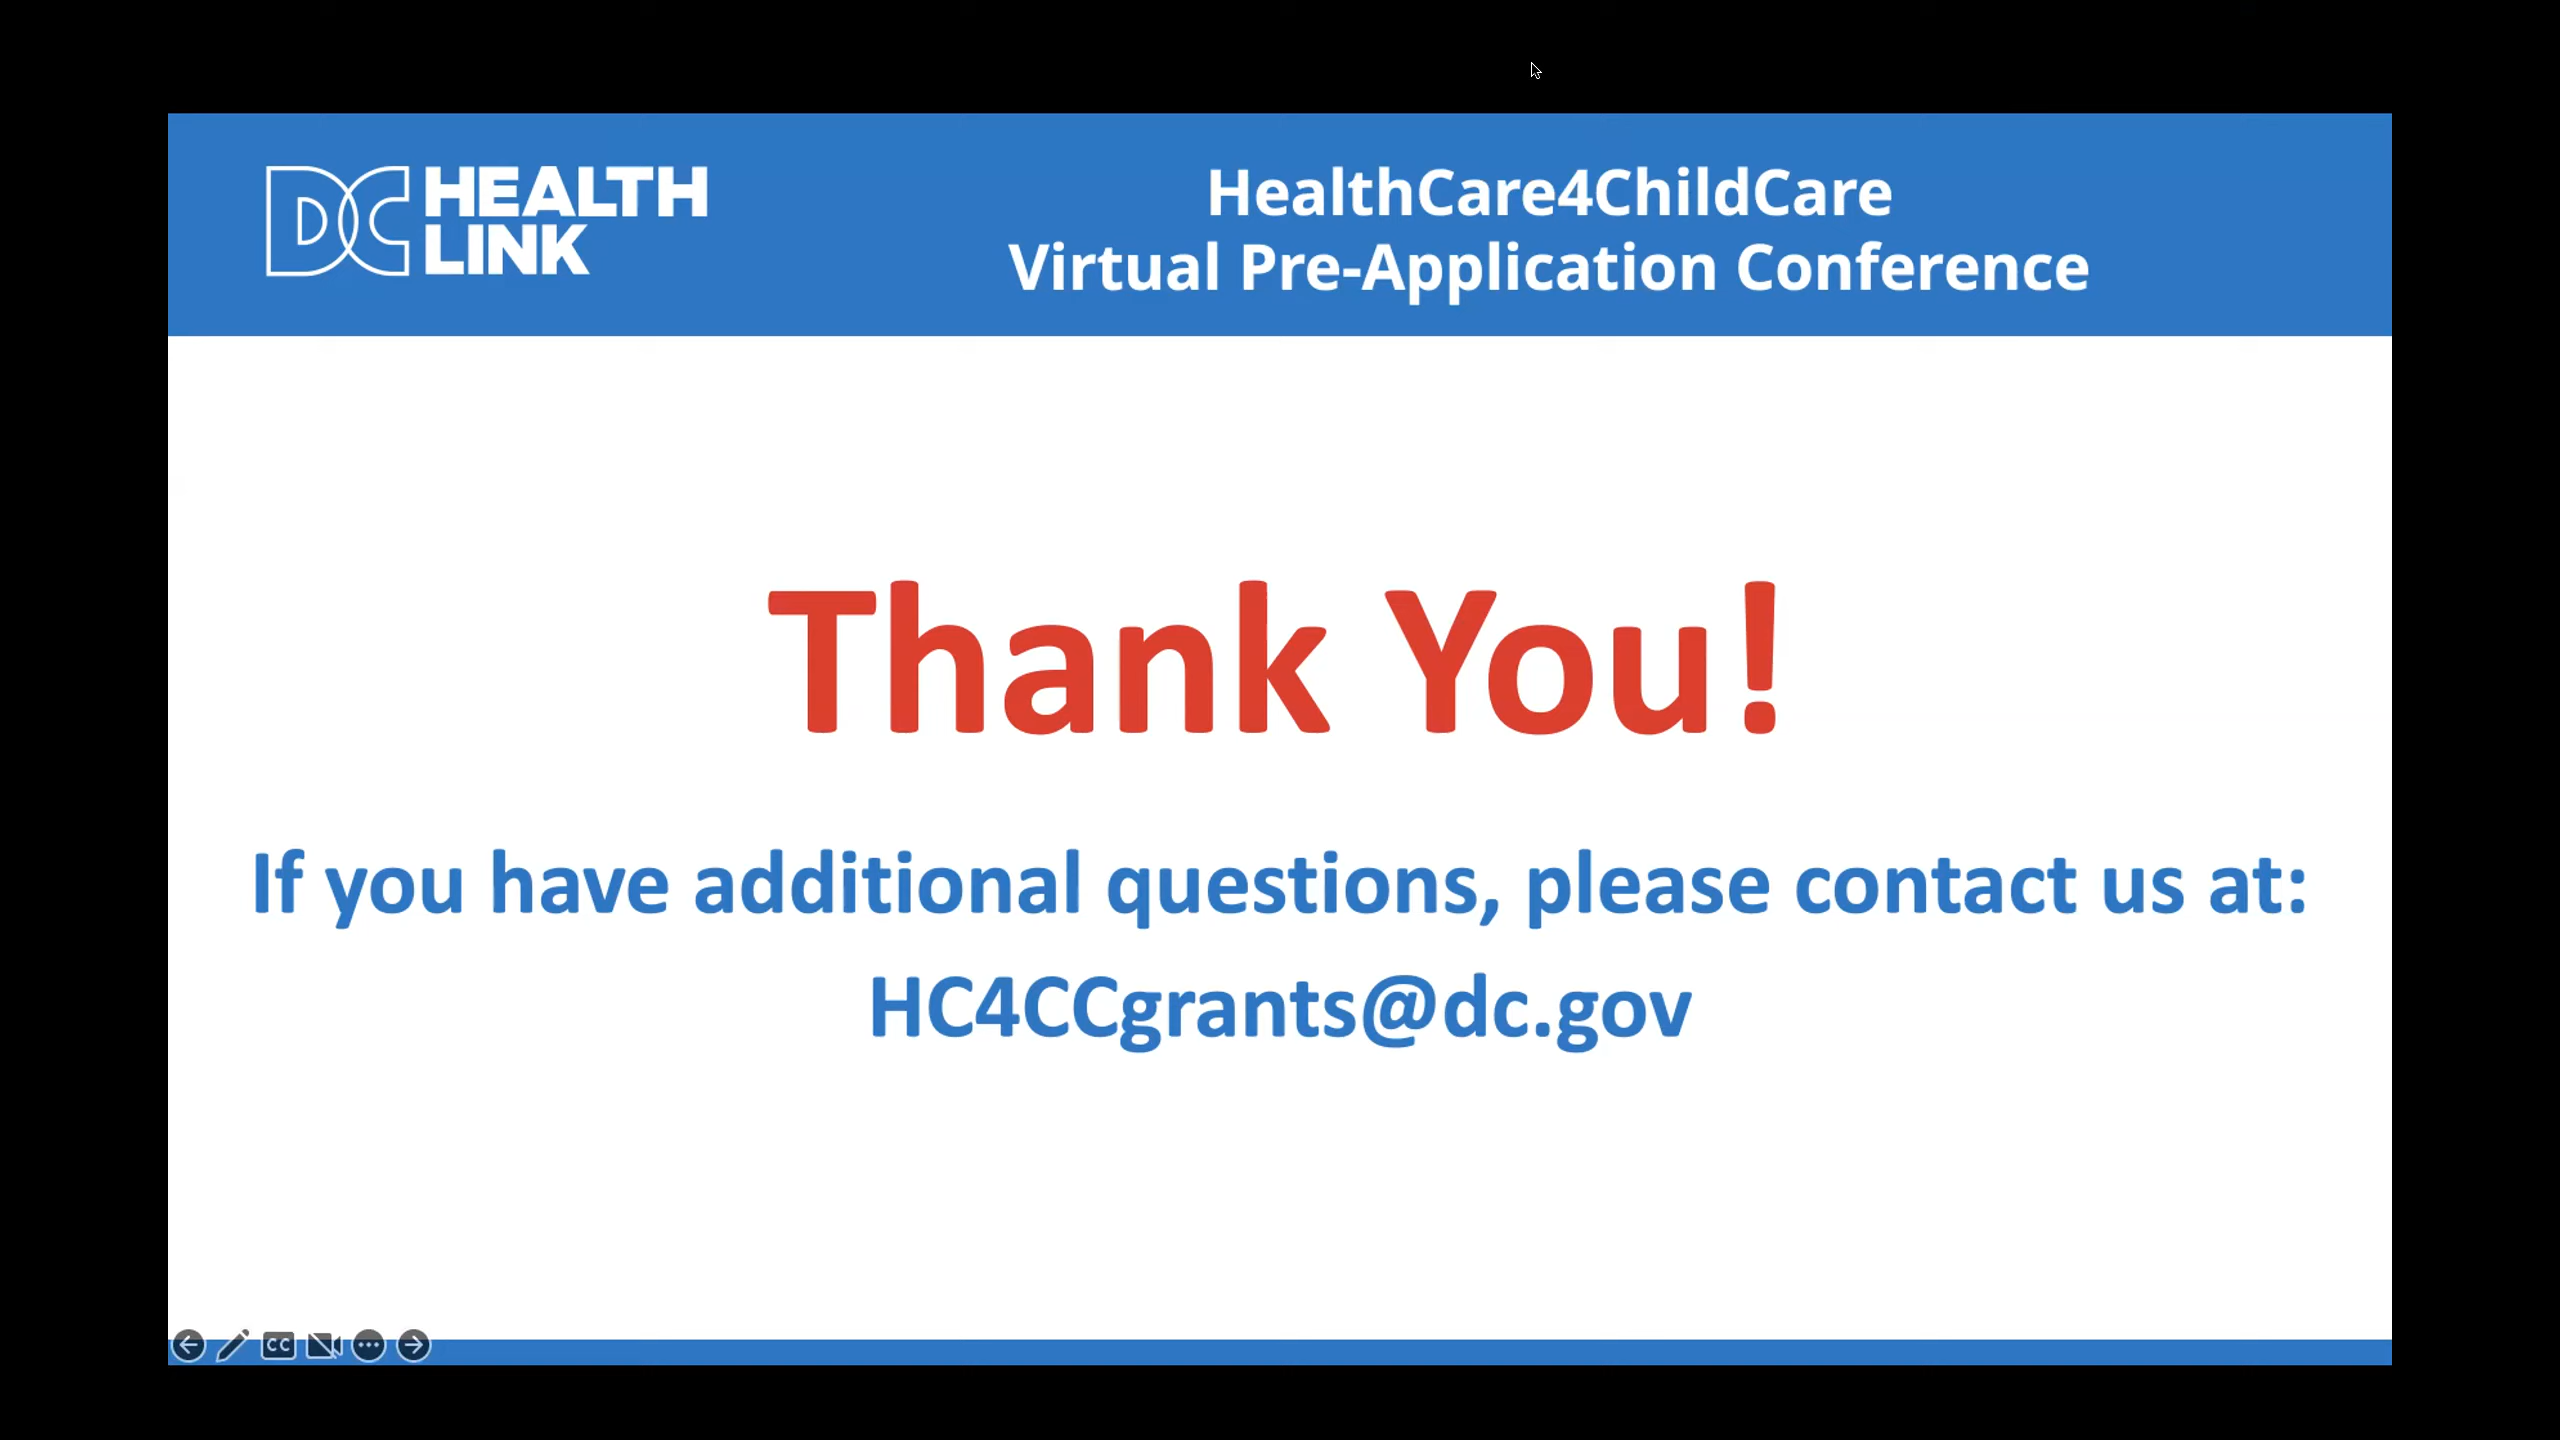 DC HEALTH
LINK
HealthCare4ChildCare
Virtual Pre-Application Conference
Thank You!
If you have additional questions, please contact us at:
HC4CCgrants@dc.gov
CC